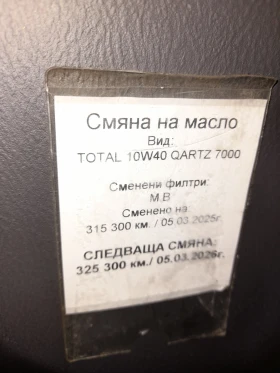 Смяна на масло
Вид:
TOTAL 10W40 QARTZ 7000
Сменени филтри:
М.В
Сменено на:
315 300 км. / 05.03.2025г.
СЛЕДВАЩА СМЯНА:
325 300 км./ 05.03.2026г.